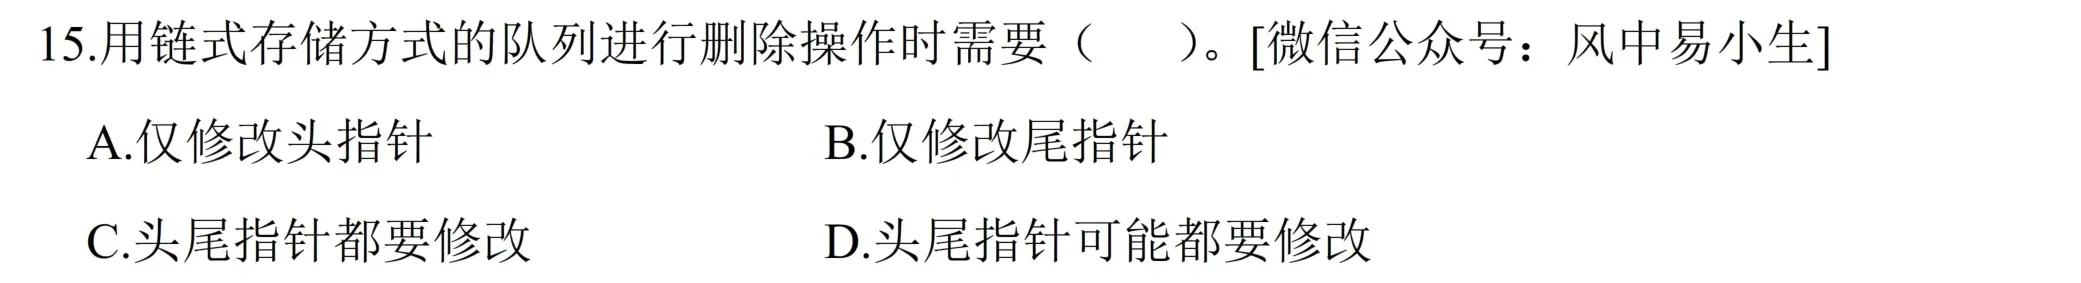 15.用链式存储方式的队列进行删除操作时需要（　　）。[微信公众号：风中易小生]
A.仅修改头指针　　B.仅修改尾指针
C.头尾指针都要修改　　D.头尾指针可能都要修改